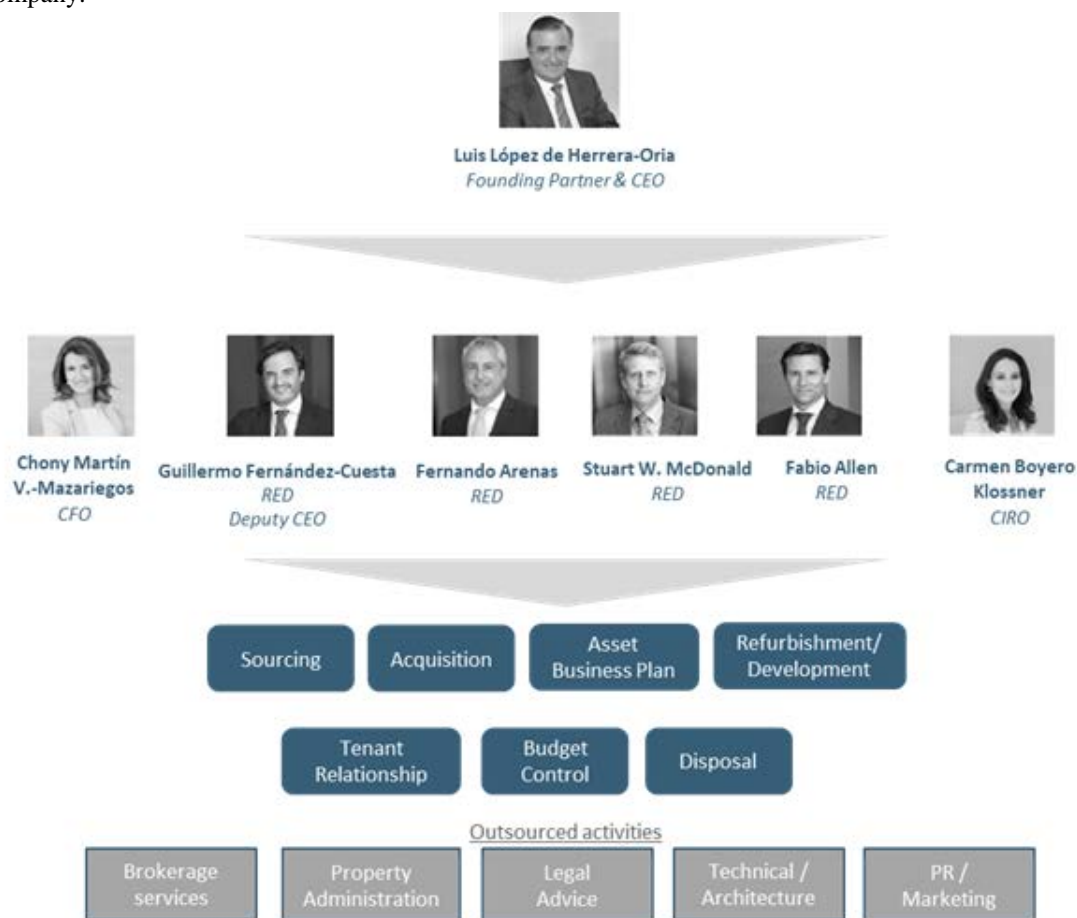 Luis López de Herrera-Oria
Founding Partner & CEO
Chony Martín
V.-Mazariegos
CFO
Guillermo Fernández-Cuesta
RED
Deputy CEO
Fernando Arenas
RED
Stuart W. McDonald
RED
Fabio Allen
RED
Carmen Boyero
Klossner
CIRO
Sourcing
Acquisition
Asset
Business Plan
Refurbishment/
Development
Tenant
Relationship
Budget
Control
Disposal
Outsourced activities
Brokerage
services
Property
Administration
Legal
Advice
Technical /
Architecture
PR /
Marketing